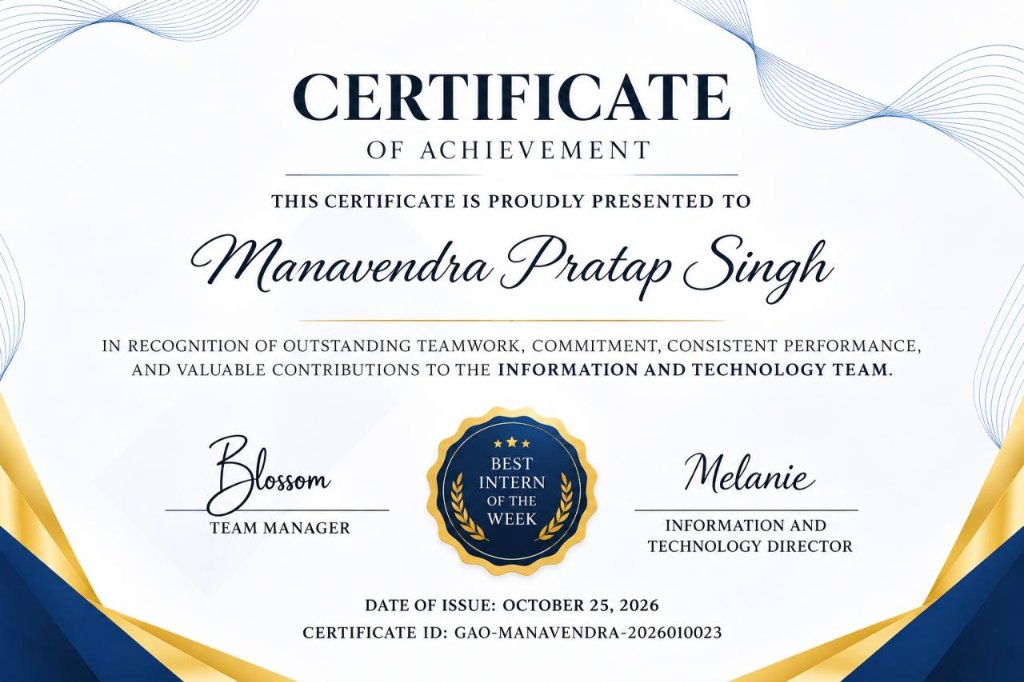 CERTIFICATE
OF ACHIEVEMENT
THIS CERTIFICATE IS PROUDLY PRESENTED TO
Manavendra Pratap Singh
IN RECOGNITION OF OUTSTANDING TEAMWORK, COMMITMENT, CONSISTENT PERFORMANCE,
AND VALUABLE CONTRIBUTIONS TO THE INFORMATION AND TECHNOLOGY TEAM.
Blossom
TEAM MANAGER
BEST
INTERN
OF THE
WEEK
Melanie
INFORMATION AND
TECHNOLOGY DIRECTOR
DATE OF ISSUE: OCTOBER 25, 2026
CERTIFICATE ID: GAO-MANAVENDRA-2026010023